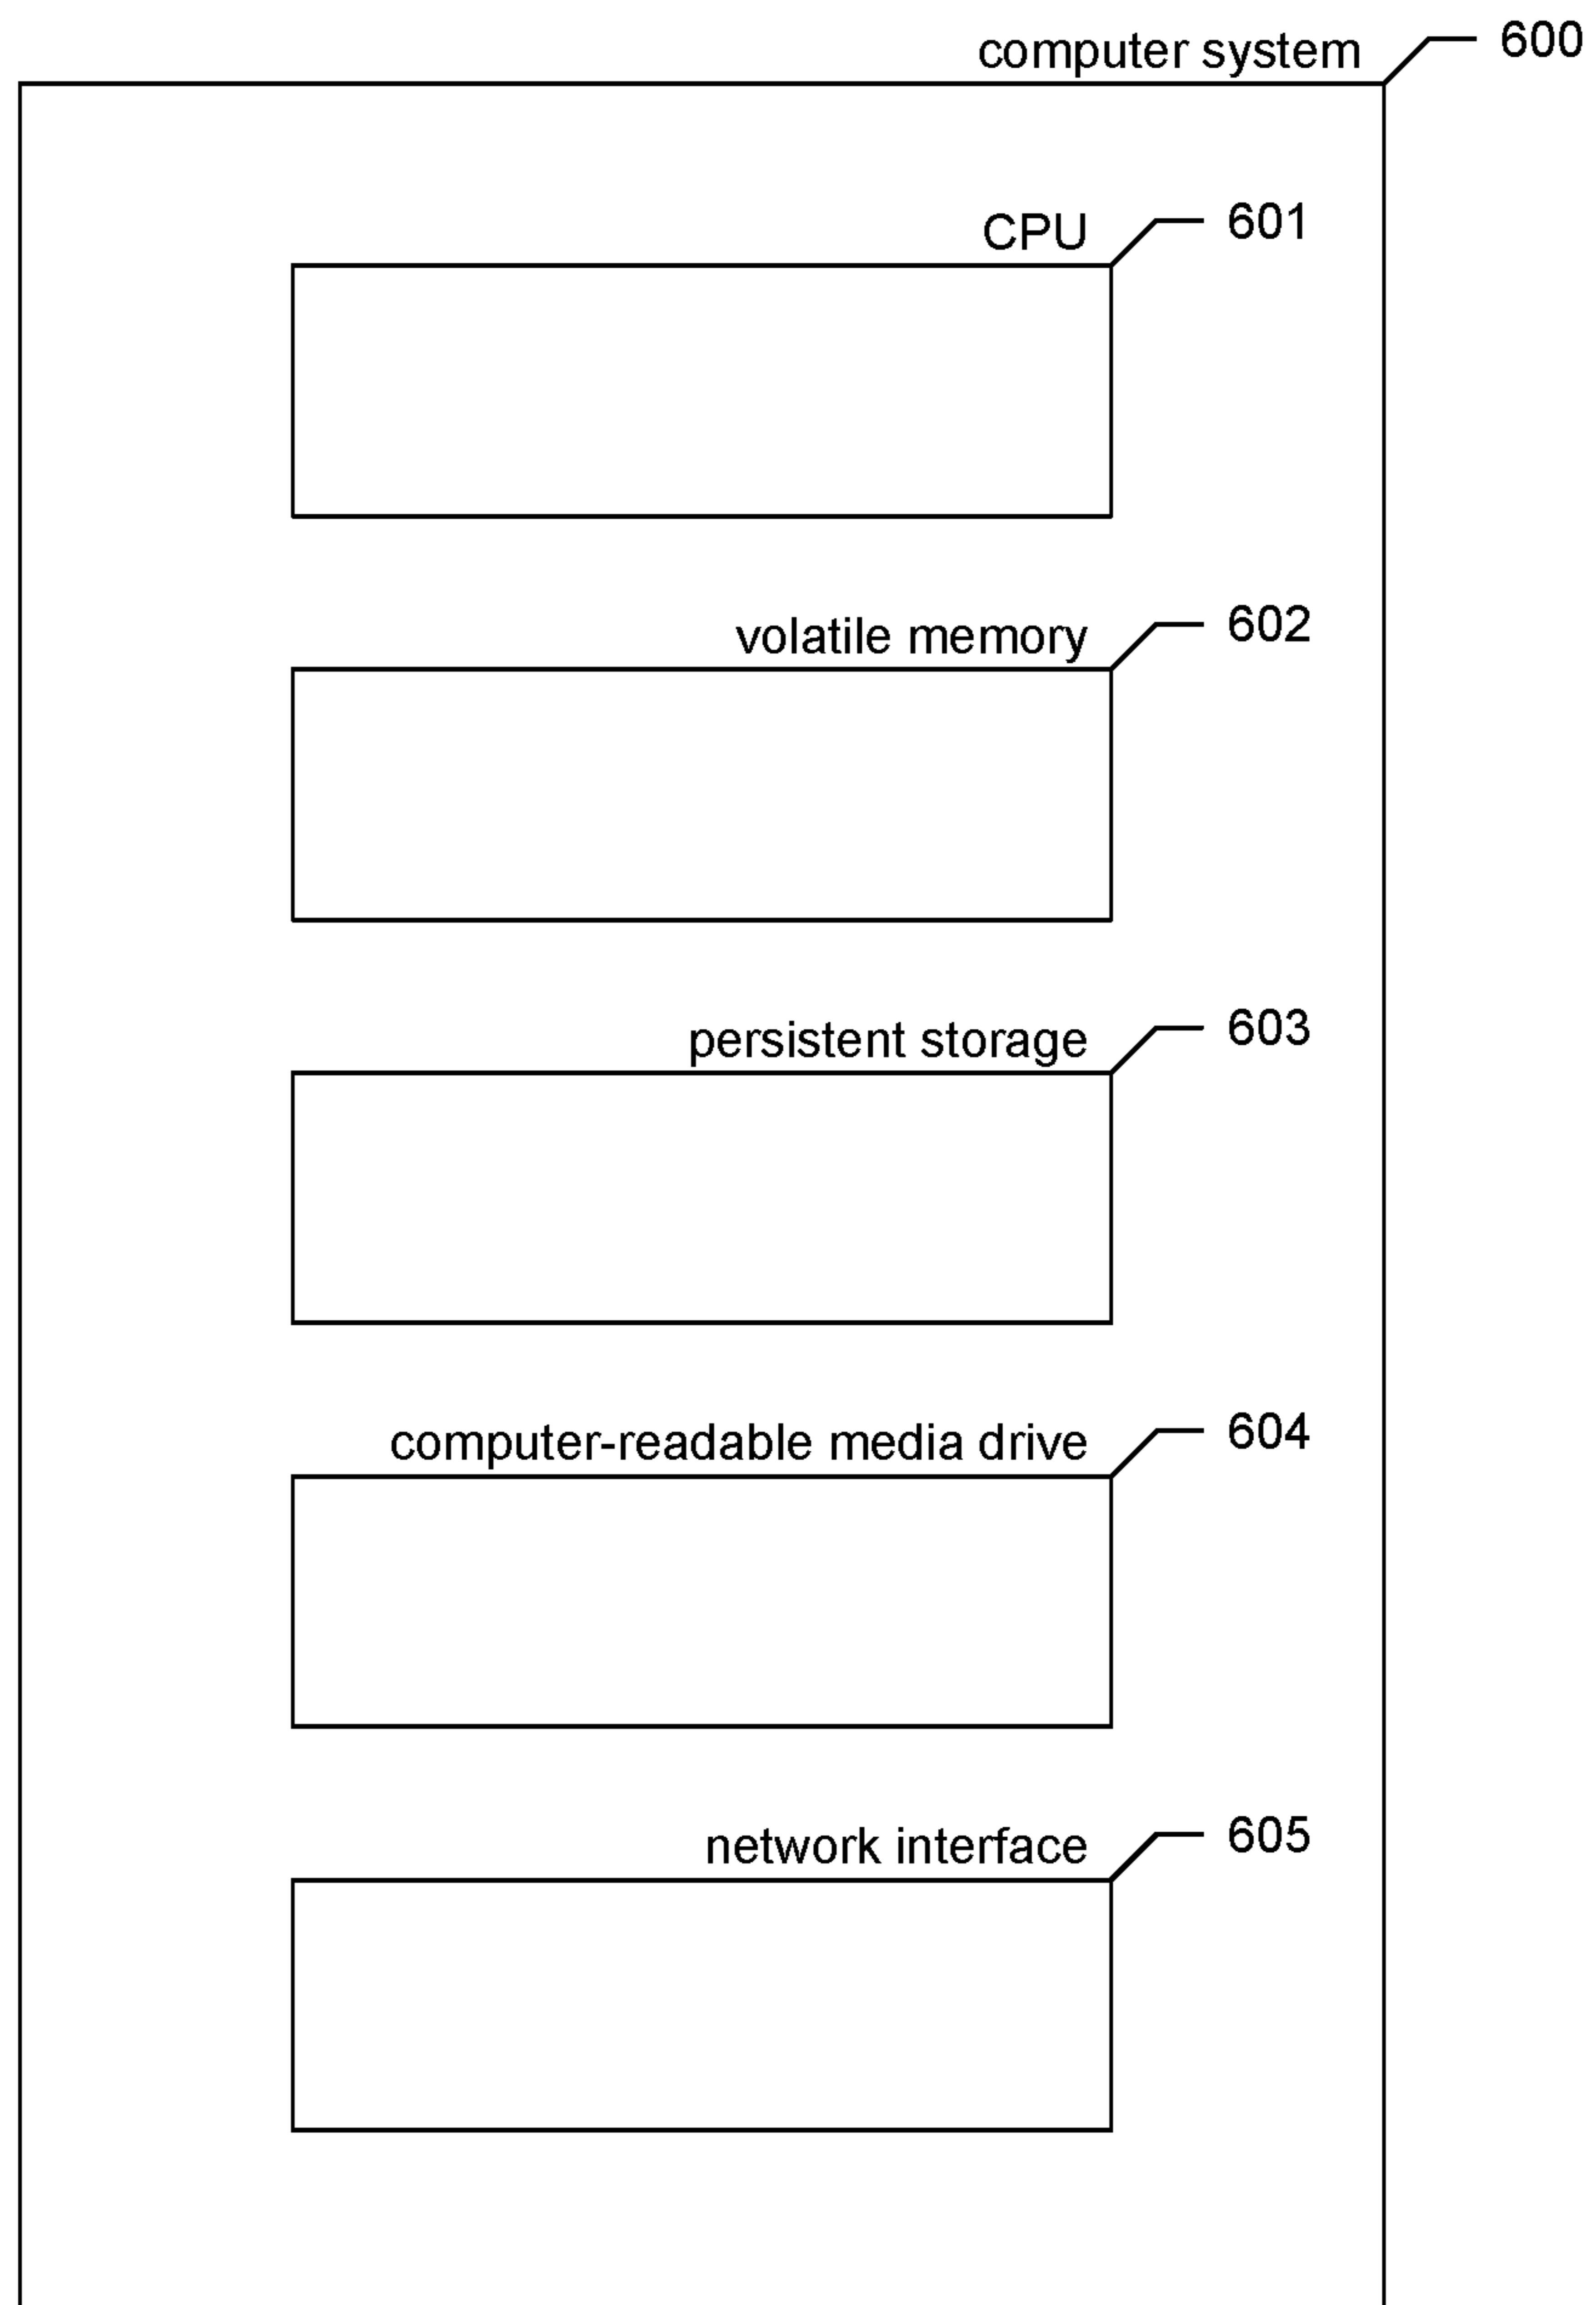 computer system 600
CPU 601
volatile memory 602
persistent storage 603
computer-readable media drive 604
network interface 605